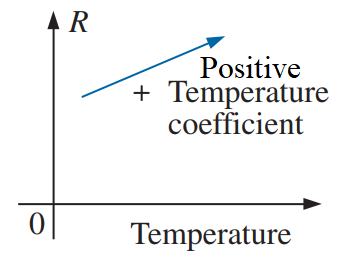 R
Positive
+ Temperature
coefficient
0
Temperature